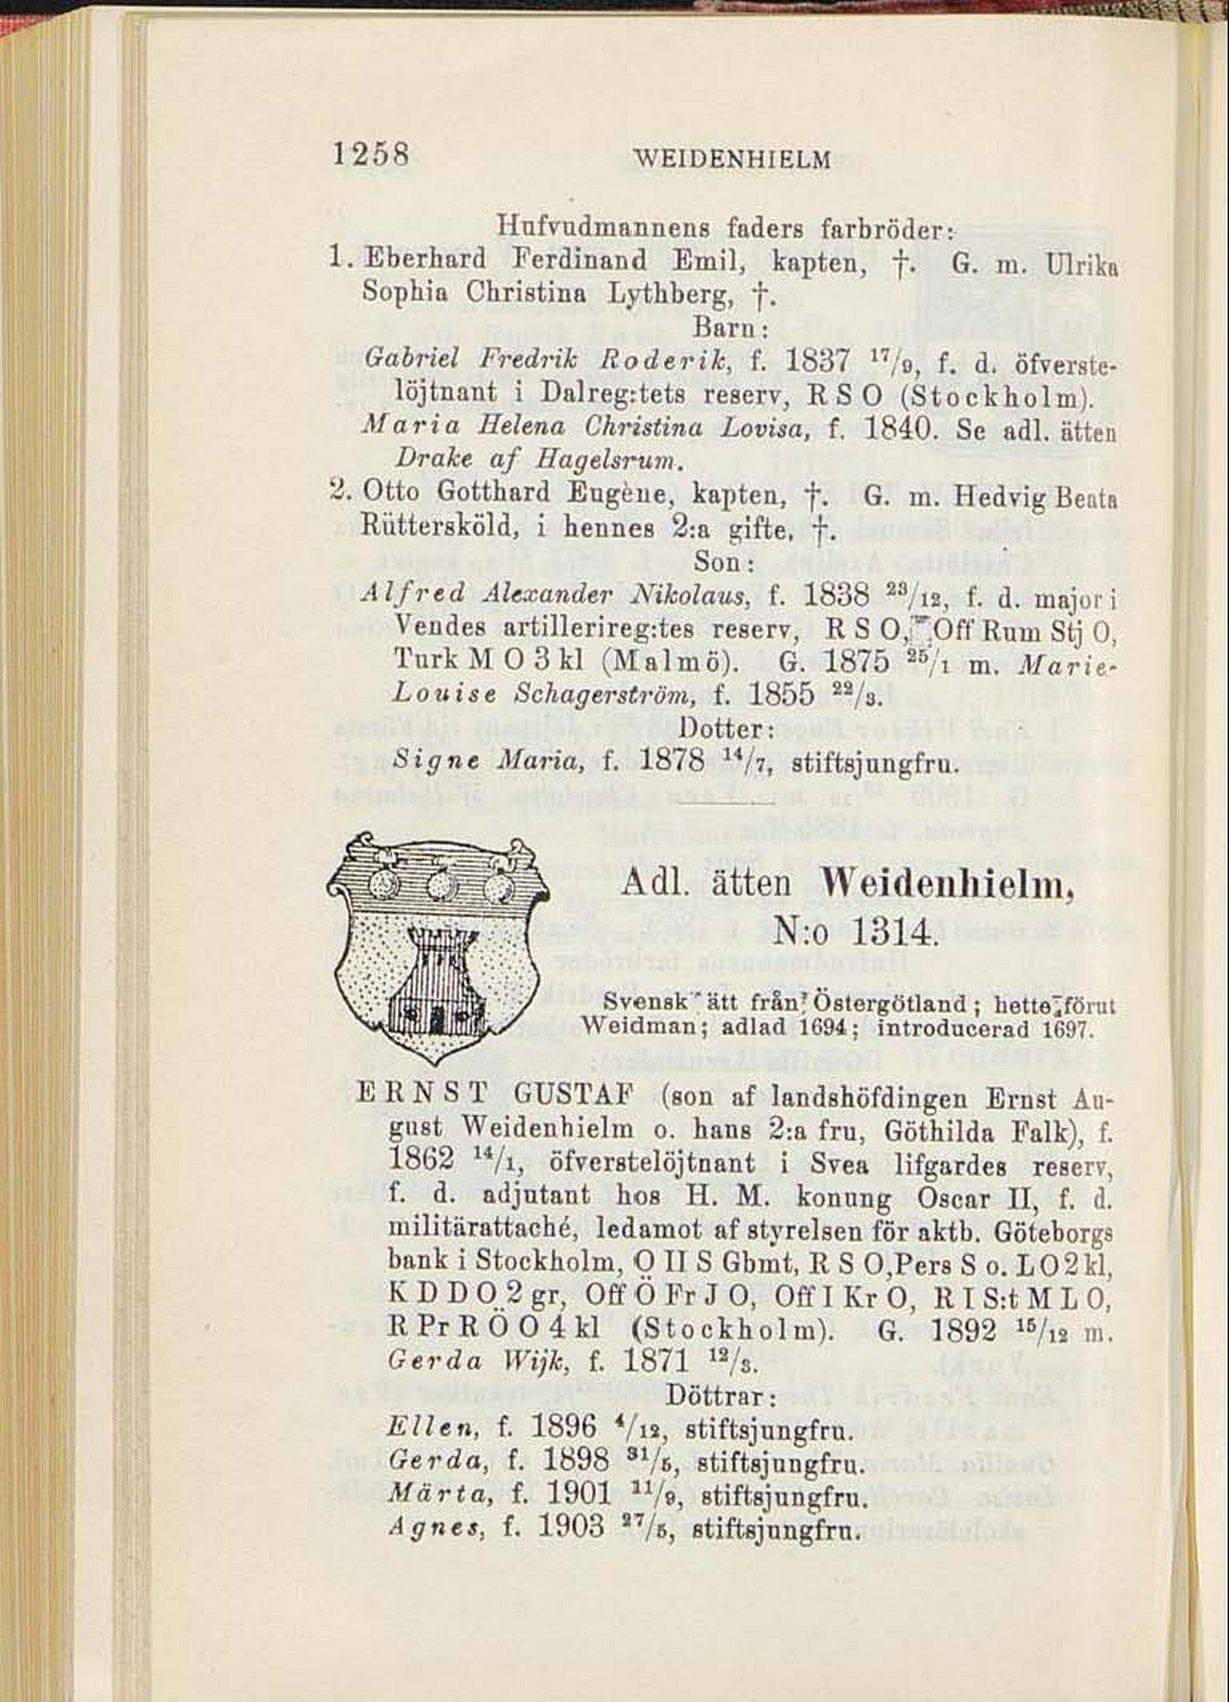 1258 WEIDENHIELM
Hufvudmannens faders farbröder:
1. Eberhard Ferdinand Emil, kapten, †. G. m. Ulrika
Sophia Christina Lythberg, †.
Barn:
Gabriel Fredrik Roderik, f. 1837 17/9, f. d. öfverste-
löjtnant i Dalreg:tets reserv, R S O (Stockholm).
Maria Helena Christina Lovisa, f. 1840. Se adl. ätten
Drake af Hagelsrum.
2. Otto Gotthard Eugène, kapten, †. G. m. Hedvig Beata
Rüttersköld, i hennes 2:a gifte, †.
Son:
Alfred Alexander Nikolaus, f. 1838 23/12, f. d. major i
Vendes artillerireg:tes reserv, R S O, Off Rum Stj O,
Turk M O 3 kl (Malmö). G. 1875 25/1 m. Marie-
Louise Schagerström, f. 1855 22/3.
Dotter:
Signe Maria, f. 1878 14/7, stiftsjungfru.
Adl. ätten Weidenhielm,
N:o 1314.
Svensk ätt från Östergötland; hette förut
Weidman; adlad 1694; introducerad 1697.
ERNST GUSTAF (son af landshöfdingen Ernst Au-
gust Weidenhielm o. hans 2:a fru, Göthilda Falk), f.
1862 14/1, öfverstelöjtnant i Svea lifgardes reserv,
f. d. adjutant hos H. M. konung Oscar II, f. d.
militärattaché, ledamot af styrelsen för aktb. Göteborgs
bank i Stockholm, O II S Gbmt, R S O, Pers S o. L O 2 kl,
K D D O 2 gr, Off Ö Fr J O, Off I Kr O, R I S:t M L O,
R Pr R Ö O 4 kl (Stockholm). G. 1892 15/12 m.
Gerda Wijk, f. 1871 12/3.
Döttrar:
Ellen, f. 1896 4/12, stiftsjungfru.
Gerda, f. 1898 31/5, stiftsjungfru.
Märta, f. 1901 11/9, stiftsjungfru.
Agnes, f. 1903 27/5, stiftsjungfru.